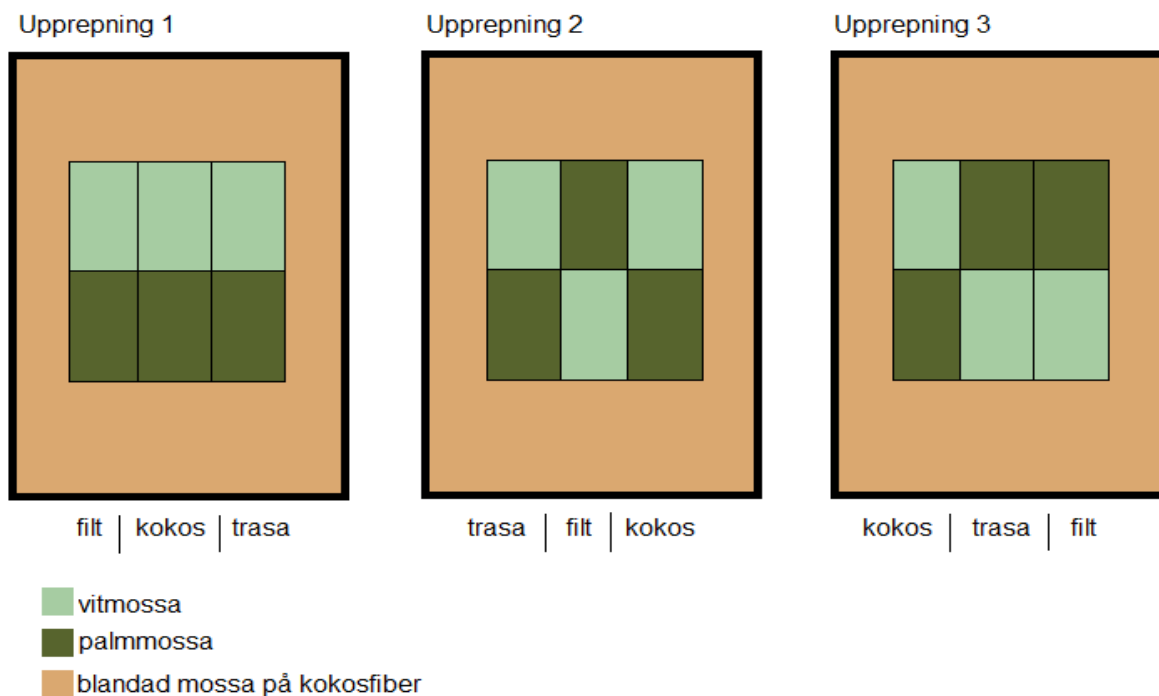 Upprepning 1
Upprepning 2
Upprepning 3
filt | kokos | trasa
trasa | filt | kokos
kokos | trasa | filt
vitmossa
palmmossa
blandad mossa på kokosfiber